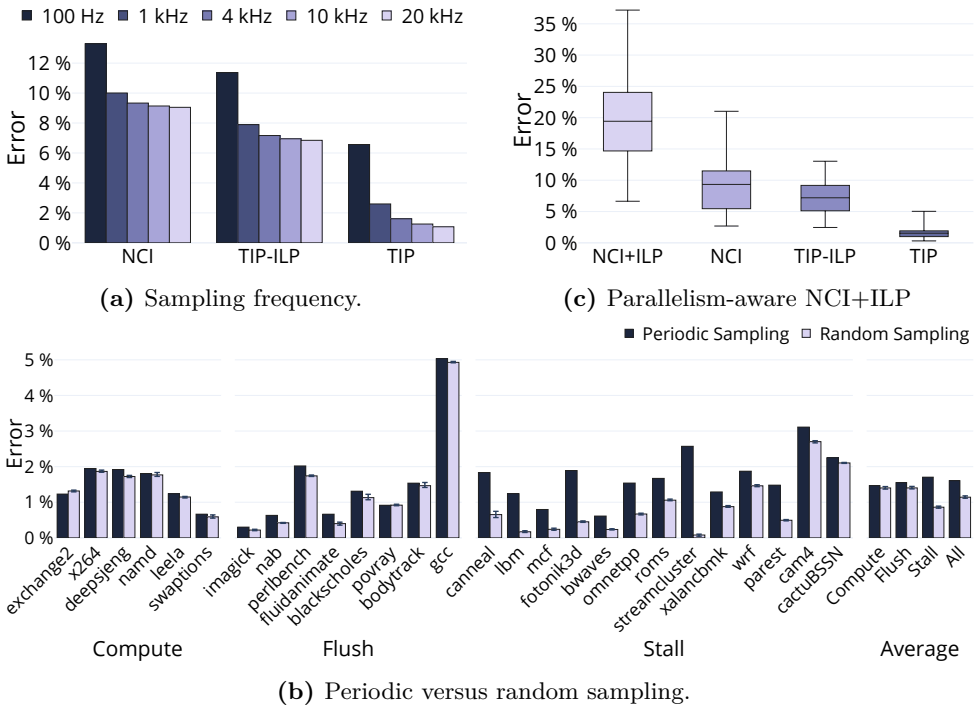 100 Hz 1 kHz 4 kHz 10 kHz 20 kHz
Error
12 %
10 %
8 %
6 %
4 %
2 %
0 %
NCI TIP-ILP TIP
(a) Sampling frequency.
Error
35 %
30 %
25 %
20 %
15 %
10 %
5 %
0 %
NCI+ILP NCI TIP-ILP TIP
(c) Parallelism-aware NCI+ILP
Periodic Sampling Random Sampling
Error
5 %
4 %
3 %
2 %
1 %
0 %
exchange2
x264
deepsjeng
namd
leela
swaptions
imagick
nab
perlbench
fluidanimate
blackscholes
povray
bodytrack
gcc
canneal
lbm
mcf
fotonik3d
bwaves
omnetpp
roms
streamcluster
xalancbmk
wrf
parest
cam4
cactuBSSN
Compute
Flush
Stall
All
Compute Flush Stall Average
(b) Periodic versus random sampling.